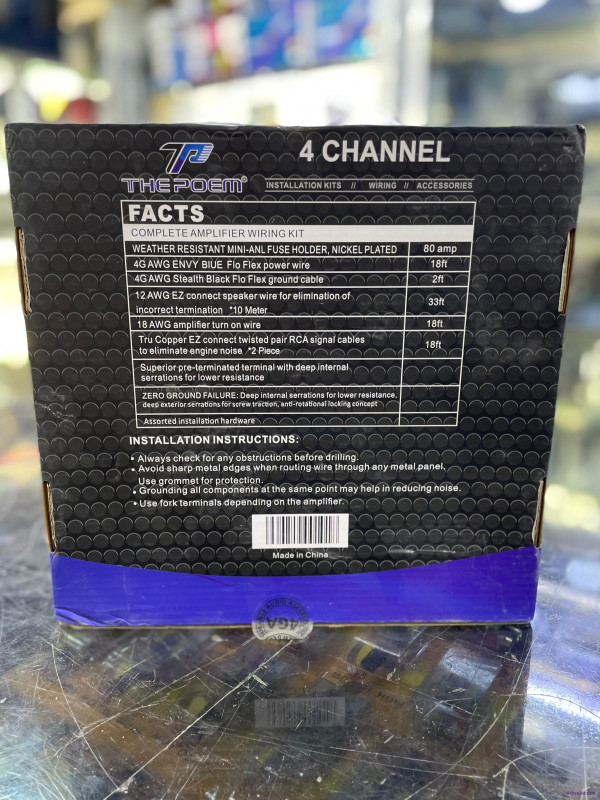 TP
THE POEM®
4 CHANNEL
INSTALLATION KITS // WIRING // ACCESSORIES
FACTS
COMPLETE AMPLIFIER WIRING KIT
WEATHER RESISTANT MINI-ANL FUSE HOLDER, NICKEL PLATED 80 amp
4G AWG ENVY BIUE Flo Flex power wire 18ft
4G AWG Stealth Black Flo Flex ground cable 2ft
12 AWG EZ connect speaker wire for elimination of
incorrect termination *10 Meter 33ft
18 AWG amplifier turn on wire 18ft
Tru Copper EZ connect twisted pair RCA signal cables
to eliminate engine noise *2 Piece 18ft
Superior pre-terminated terminal with deep internal
serrations for lower resistance
ZERO GROUND FAILURE: Deep internal serrations for lower resistance,
deep exterior serrations for screw traction, anti-rotational locking concept
Assorted installation hardware
INSTALLATION INSTRUCTIONS:
• Always check for any obstructions before drilling.
• Avoid sharp metal edges when routing wire through any metal panel.
Use grommet for protection.
• Grounding all components at the same point may help in reducing noise.
• Use fork terminals depending on the amplifier
Made in China
4GA